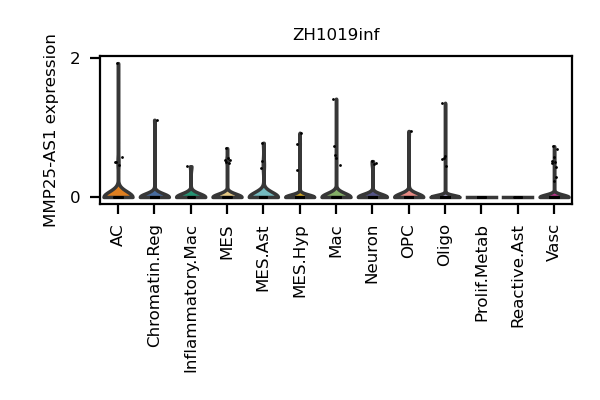 ZH1019inf
MMP25-AS1 expression
2
0
AC
Chromatin.Reg
Inflammatory.Mac
MES
MES.Ast
MES.Hyp
Mac
Neuron
OPC
Oligo
Prolif.Metab
Reactive.Ast
Vasc